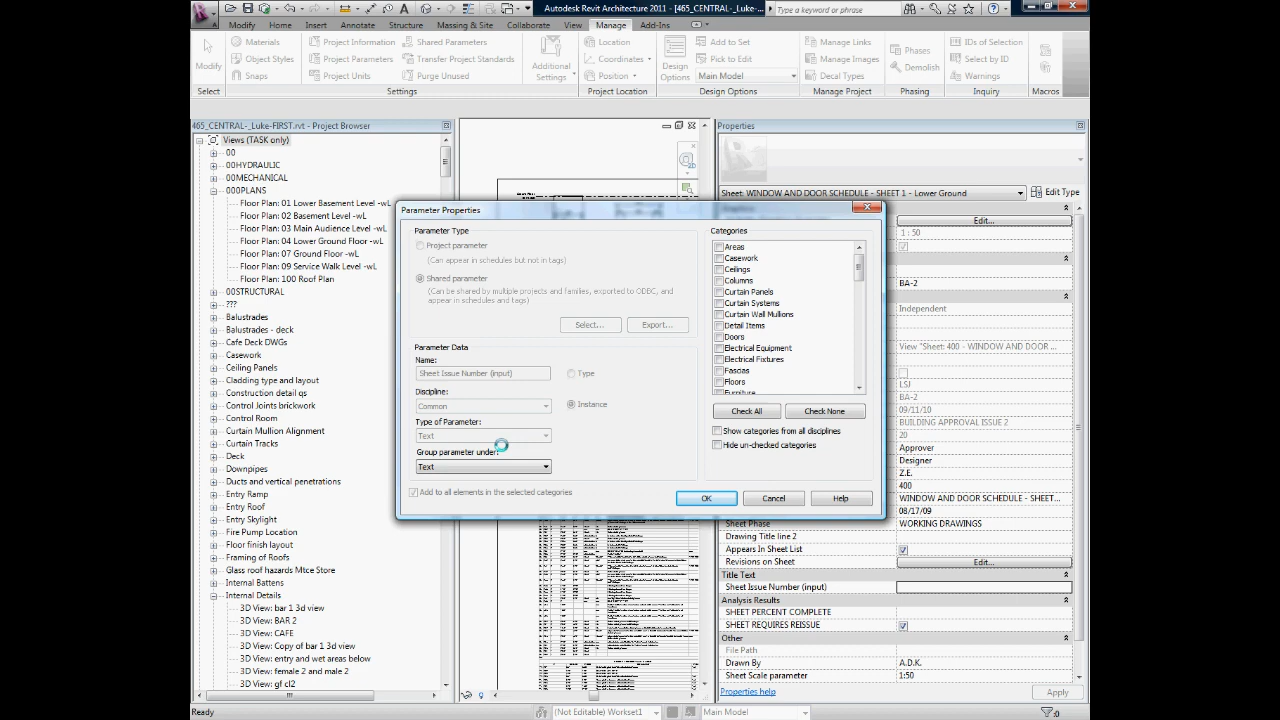 Autodesk Revit Architecture 2011 - [465_CENTRAL-_Luke-...
Type a keyword or phrase
Modify Home Insert Annotate Structure Massing & Site Collaborate View Manage Add-Ins
Modify
Select
Materials
Object Styles
Snaps
Project Information
Project Parameters
Project Units
Shared Parameters
Transfer Project Standards
Purge Unused
Additional Settings
Settings
Location
Coordinates
Position
Project Location
Design Options
Add to Set
Pick to Edit
Main Model
Design Options
Manage Links
Manage Images
Decal Types
Manage Project
Phases
Demolish
Phasing
IDs of Selection
Select by ID
Warnings
Inquiry
Macros
465_CENTRAL-_Luke-FIRST.rvt - Project Browser
Views (TASK only)
00
00HYDRAULIC
00MECHANICAL
000PLANS
Floor Plan: 01 Lower Basement Level -wL
Floor Plan: 02 Basement Level -wL
Floor Plan: 03 Main Audience Level -wL
Floor Plan: 04 Lower Ground Floor -wL
Floor Plan: 07 Ground Floor -wL
Floor Plan: 09 Service Walk Level -wL
Floor Plan: 100 Roof Plan
00STRUCTURAL
???
Balustrades
Balustrades - deck
Cafe DWGs
Casework
Ceiling Panels
Cladding type and layout
Construction detail qs
Control Joints brickwork
Control Room
Curtain Mullion Alignment
Curtain Tracks
Deck
Downpipes
Ducts and vertical penetrations
Entry Ramp
Entry Roof
Entry Skylight
Fire Pump Location
Floor finish layout
Framing of Roofs
Glass roof hazards Mtce Store
Internal Battens
Internal Details
3D View: bar 1 3d view
3D View: BAR 2
3D View: CAFE
3D View: Copy of bar 1 3d view
3D View: entry and wet areas below
3D View: female 2 and male 2
3D View: gf cl2
Parameter Properties
Parameter Type
Project parameter
(Can appear in schedules but not in tags)
Shared parameter
(Can be shared by multiple projects and families, exported to ODBC, and
appear in schedules and tags)
Select... Export...
Parameter Data
Name:
Sheet Issue Number (input)
Type
Discipline:
Common
Instance
Type of Parameter:
Text
Group parameter under:
Text
Add to all elements in the selected categories
Categories
Areas
Casework
Ceilings
Columns
Curtain Panels
Curtain Systems
Curtain Wall Mullions
Detail Items
Doors
Electrical Equipment
Electrical Fixtures
Fascias
Floors
Furniture
Check All Check None
Show categories from all disciplines
Hide un-checked categories
OK Cancel Help
Properties
Sheet: WINDOW AND DOOR SCHEDULE - SHEET 1 - Lower Ground
Edit Type
Edit...
1 : 50
BA-2
Independent
View "Sheet: 400 - WINDOW AND DOOR ...
LSJ
BA-2
09/11/10
BUILDING APPROVAL ISSUE 2
20
Approver
Designer
Z.E.
400
WINDOW AND DOOR SCHEDULE - SHEET...
08/17/09
Sheet Phase WORKING DRAWINGS
Drawing Title line 2
Appears In Sheet List
Revisions on Sheet Edit...
Title Text
Sheet Issue Number (input)
Analysis Results
SHEET PERCENT COMPLETE
SHEET REQUIRES REISSUE
Other
File Path
Drawn By A.D.K.
Sheet Scale parameter 1:50
Properties help
Apply
Ready
(Not Editable) Workset1
Main Model
:0